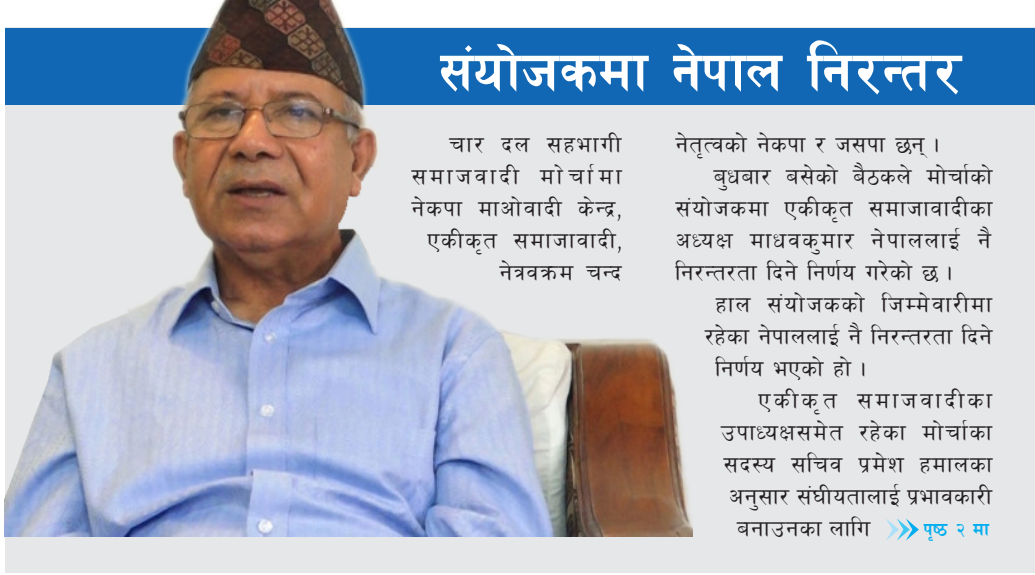 संयोजकमा नेपाल निरन्तर
चार दल सहभागी
समाजवादी मोर्चामा
नेकपा माओवादी केन्द्र,
एकीकृत समाजावादी,
नेत्रवक्रम चन्द
नेतृत्वको नेकपा र जसपा छन् ।
बुधबार बसेको बैठकले मोर्चाको
संयोजकमा एकीकृत समाजावादीका
अध्यक्ष माधवकुमार नेपाललाई नै
निरन्तरता दिने निर्णय गरेको छ ।
हाल संयोजकको जिम्मेवारीमा
रहेका नेपाललाई नै निरन्तरता दिने
निर्णय भएको हो ।
एकीकृत समाजवादीका
उपाध्यक्षसमेत रहेका मोर्चाका
सदस्य सचिव प्रमेश हमालका
अनुसार संघीयतालाई प्रभावकारी
बनाउनका लागि पृष्ठ २ मा